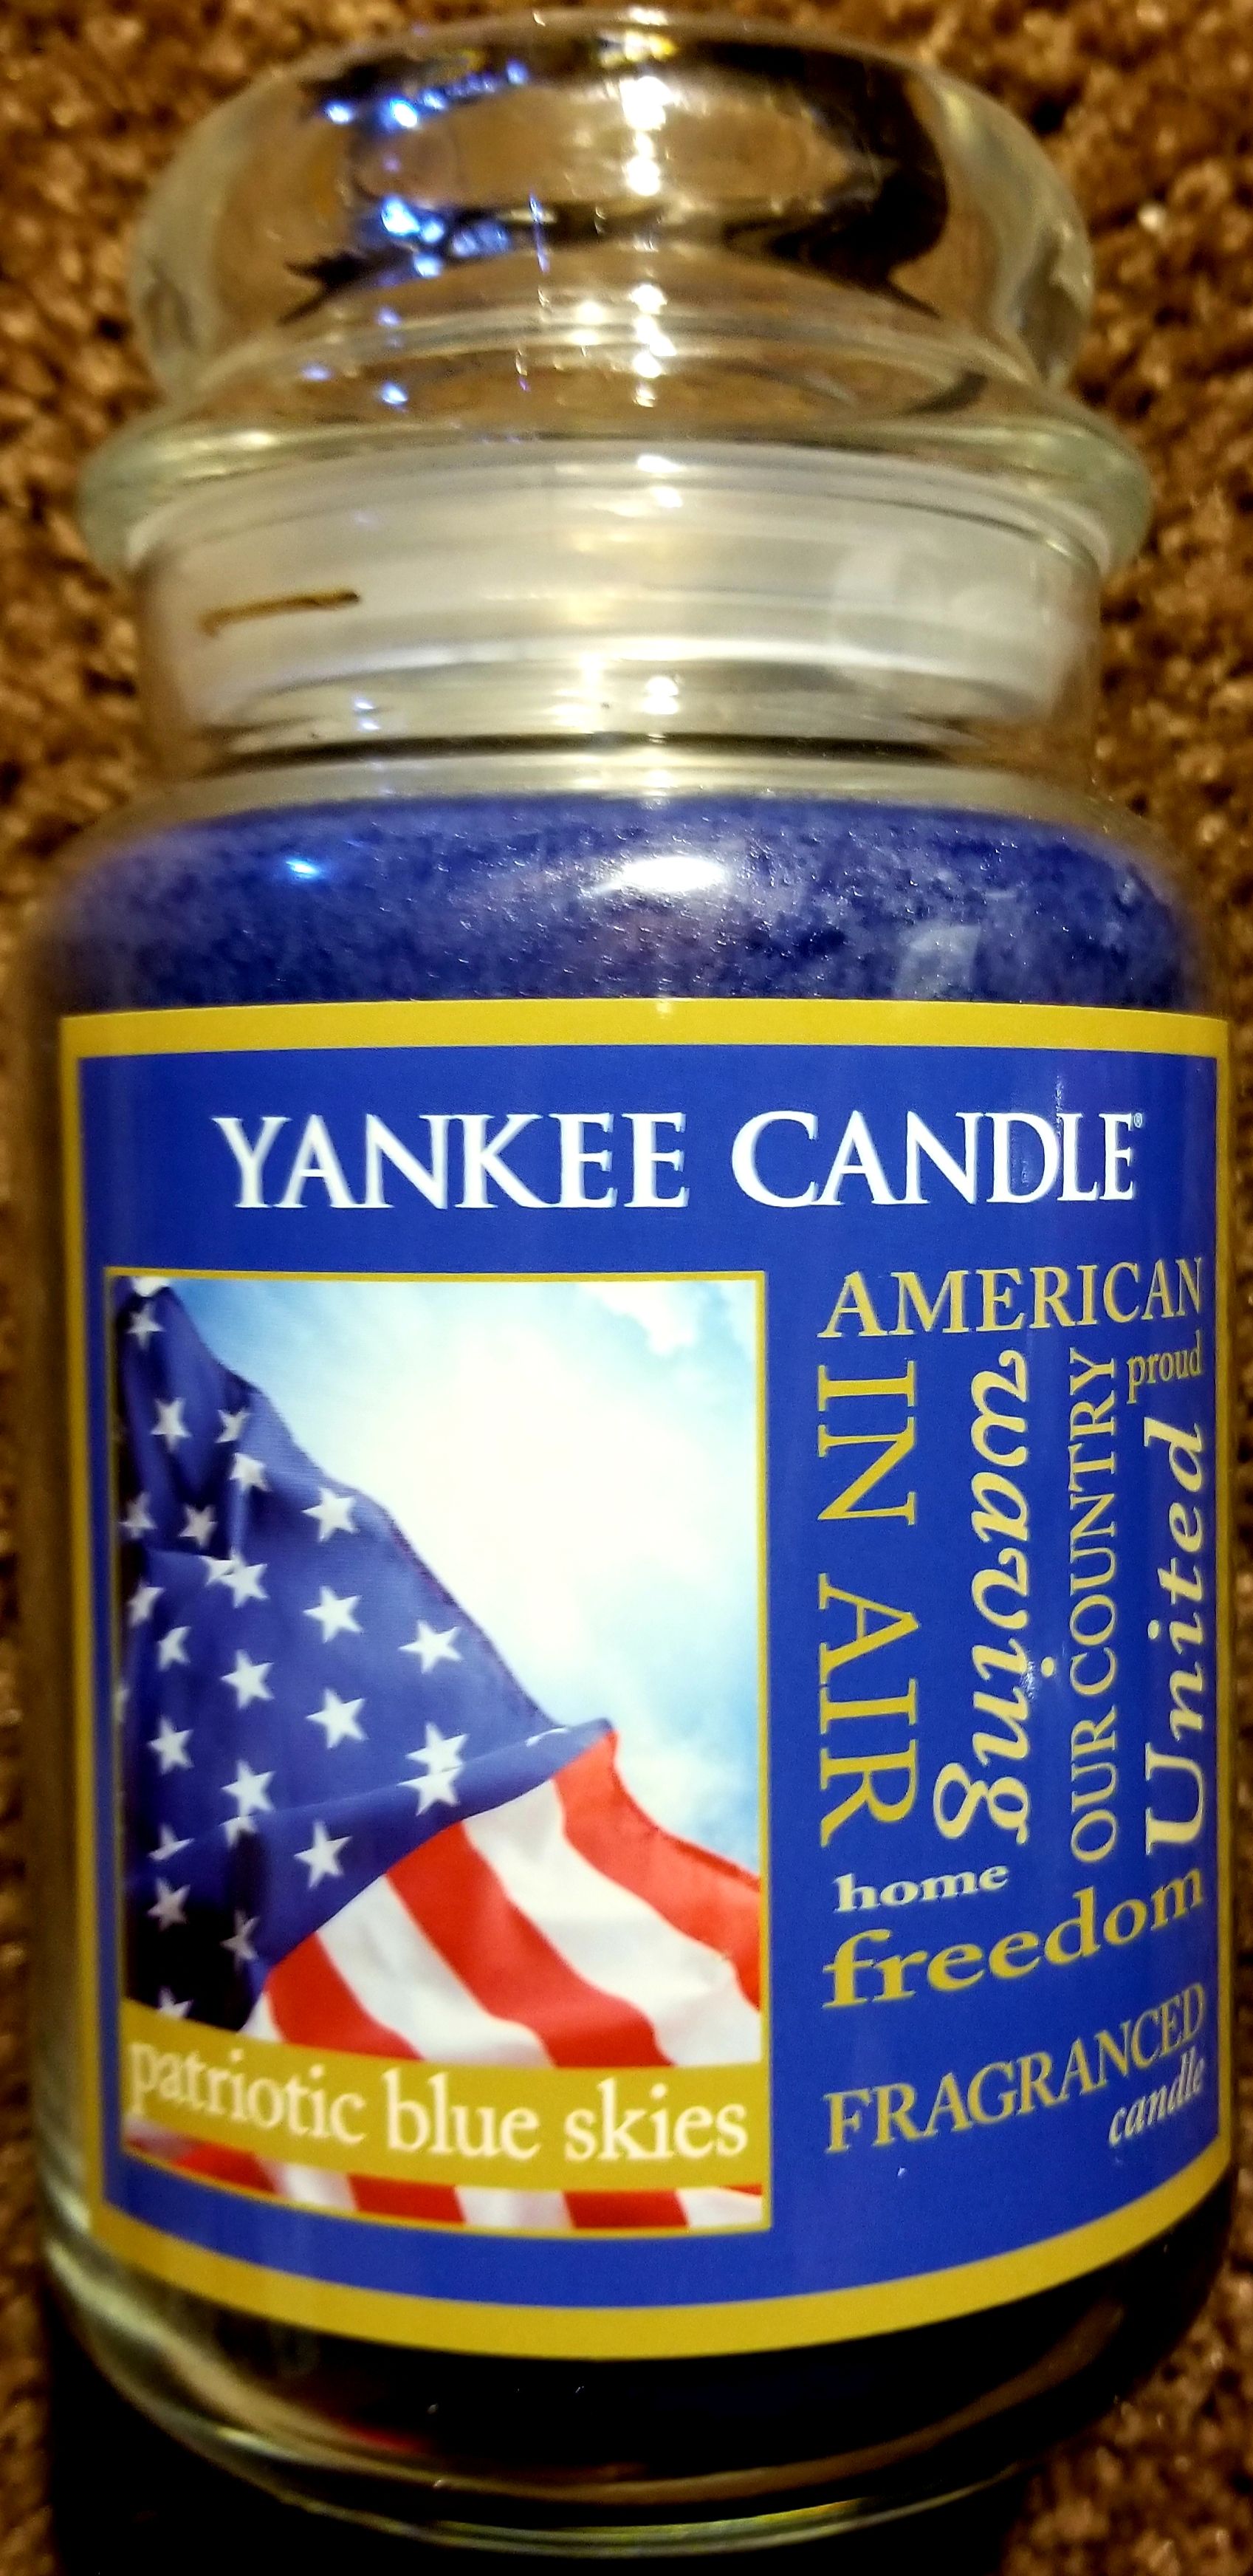 YANKEE CANDLE®
AMERICAN
proud
IN AIR
waving
OUR COUNTRY
United
home
freedom
FRAGRANCED
candle
patriotic blue skies